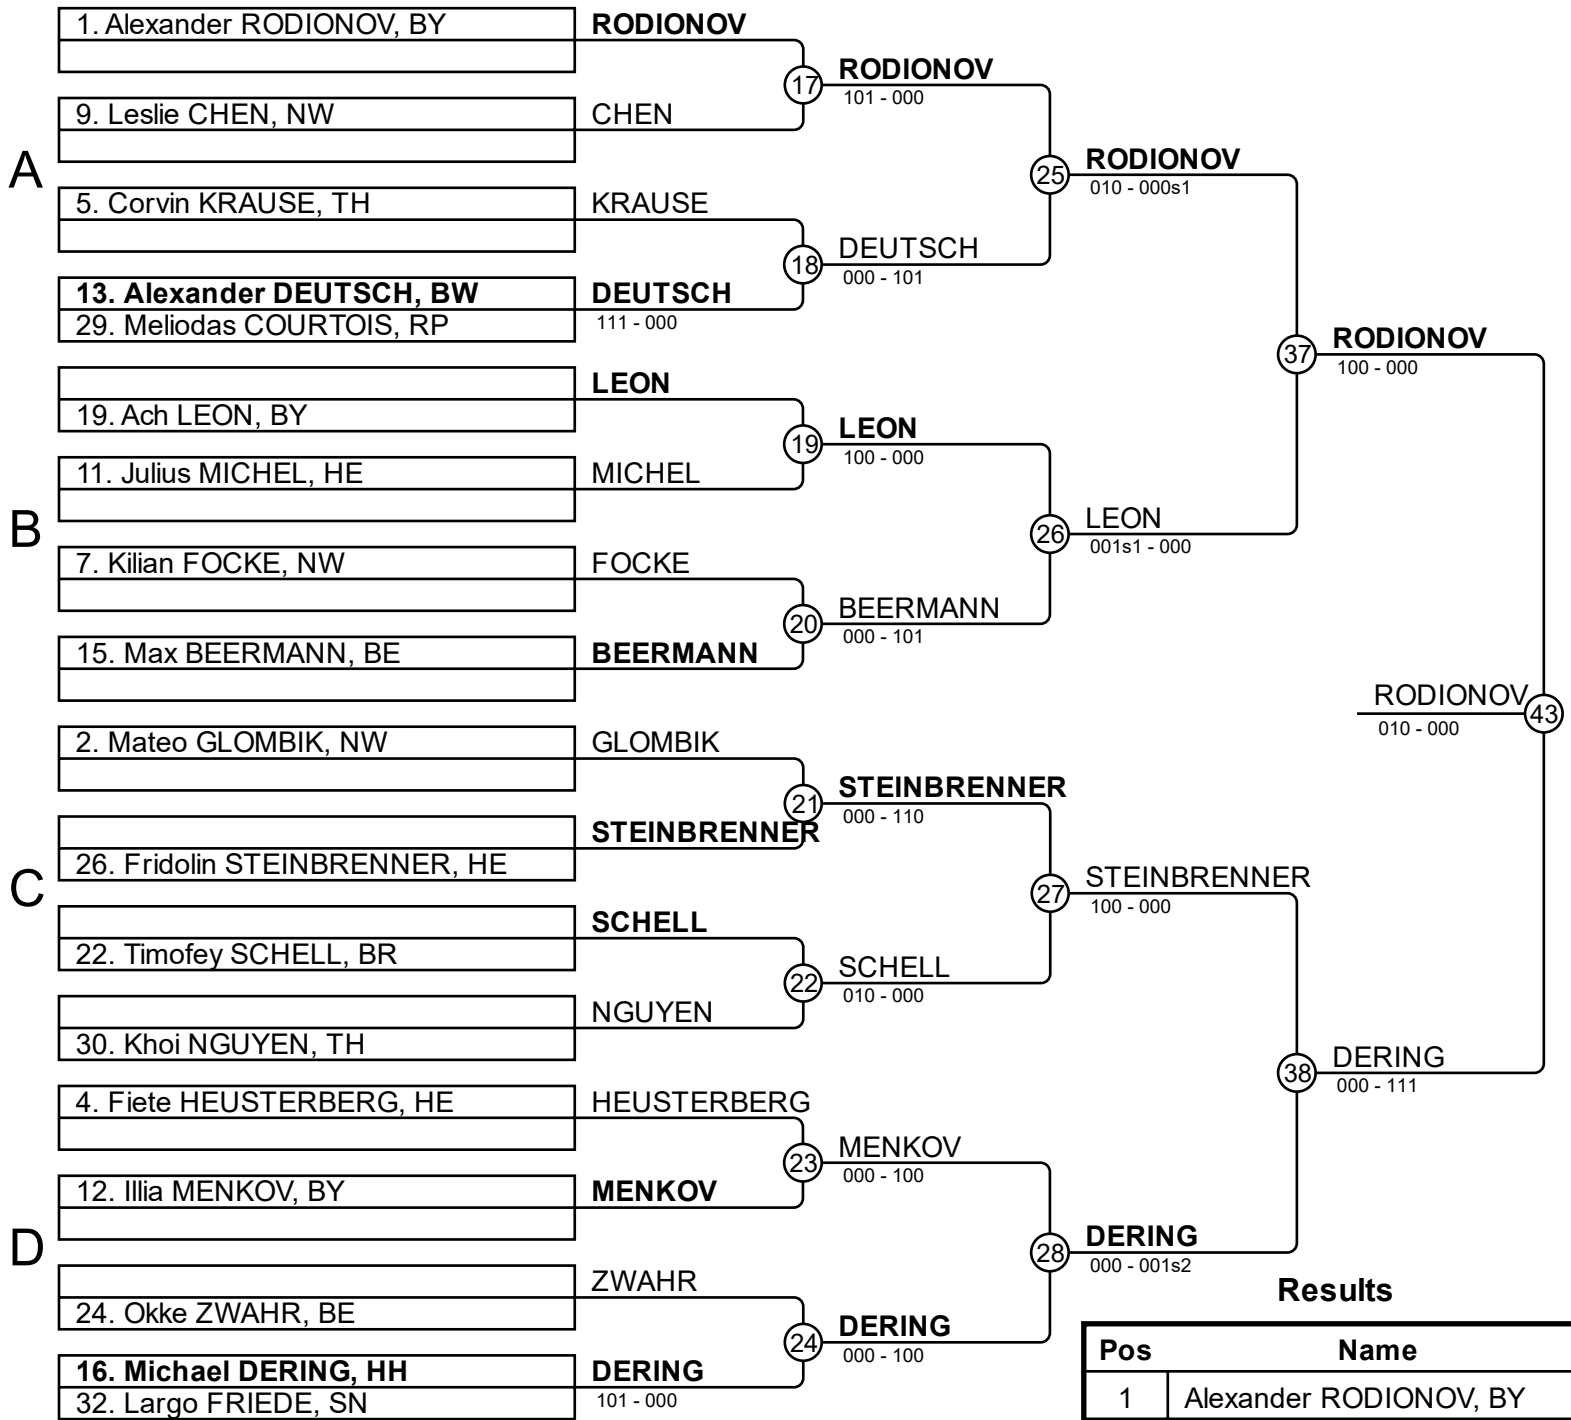 1. Alexander RODIONOV, BY
RODIONOV
17
RODIONOV
101 - 000
9. Leslie CHEN, NW
CHEN
A
25
RODIONOV
010 - 000s1
5. Corvin KRAUSE, TH
KRAUSE
18
DEUTSCH
000 - 101
13. Alexander DEUTSCH, BW
DEUTSCH
29. Meliodas COURTOIS, RP
111 - 000
37
RODIONOV
100 - 000
LEON
19. Ach LEON, BY
19
LEON
100 - 000
11. Julius MICHEL, HE
MICHEL
B
26
LEON
001s1 - 000
7. Kilian FOCKE, NW
FOCKE
20
BEERMANN
000 - 101
15. Max BEERMANN, BE
BEERMANN
RODIONOV
43
010 - 000
2. Mateo GLOMBIK, NW
GLOMBIK
21
STEINBRENNER
000 - 110
STEINBRENNER
26. Fridolin STEINBRENNER, HE
C
27
STEINBRENNER
100 - 000
SCHELL
22. Timofey SCHELL, BR
22
SCHELL
010 - 000
NGUYEN
30. Khoi NGUYEN, TH
38
DERING
000 - 111
4. Fiete HEUSTERBERG, HE
HEUSTERBERG
23
MENKOV
000 - 100
12. Illia MENKOV, BY
MENKOV
D
28
DERING
000 - 001s2
ZWAHR
24. Okke ZWAHR, BE
24
DERING
000 - 100
16. Michael DERING, HH
DERING
32. Largo FRIEDE, SN
101 - 000
Results
Pos Name
1 Alexander RODIONOV, BY